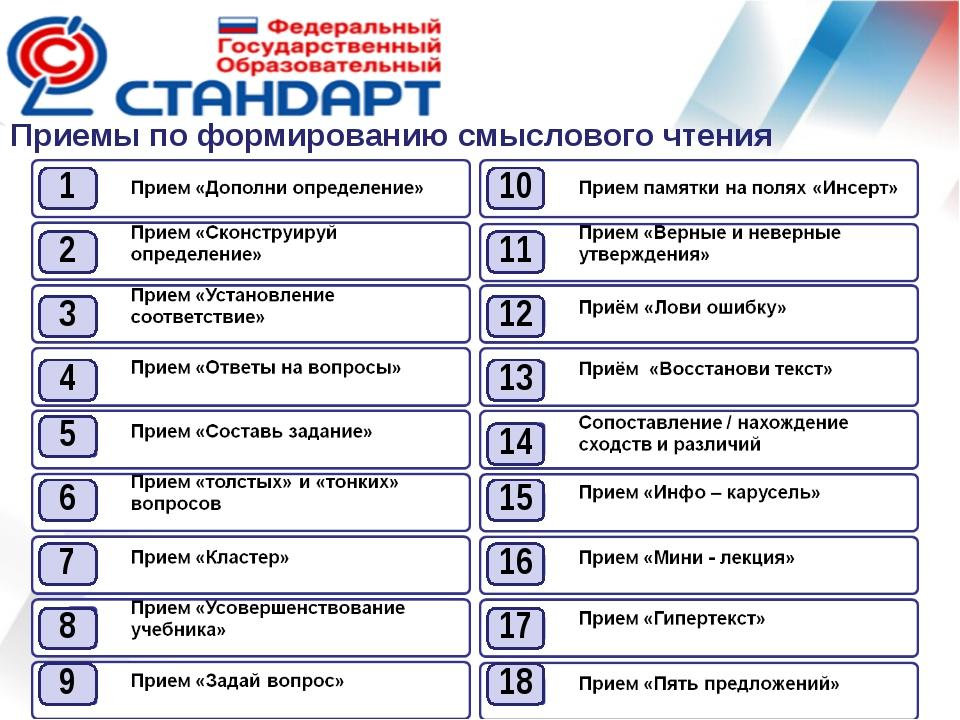 Федеральный
Государственный
Образовательный
СТАНДАРТ
Приемы по формированию смыслового чтения
1 Прием «Дополни определение»
2 Прием «Сконструируй
определение»
3 Прием «Установление
соответствие»
4 Прием «Ответы на вопросы»
5 Прием «Составь задание»
6 Прием «толстых» и «тонких»
вопросов
7 Прием «Кластер»
8 Прием «Усовершенствование
учебника»
9 Прием «Задай вопрос»
10 Прием памятки на полях «Инсерт»
11 Прием «Верные и неверные
утверждения»
12 Приём «Лови ошибку»
13 Приём «Восстанови текст»
14 Сопоставление / нахождение
сходств и различий
15 Прием «Инфо – карусель»
16 Прием «Мини - лекция»
17 Прием «Гипертекст»
18 Прием «Пять предложений»